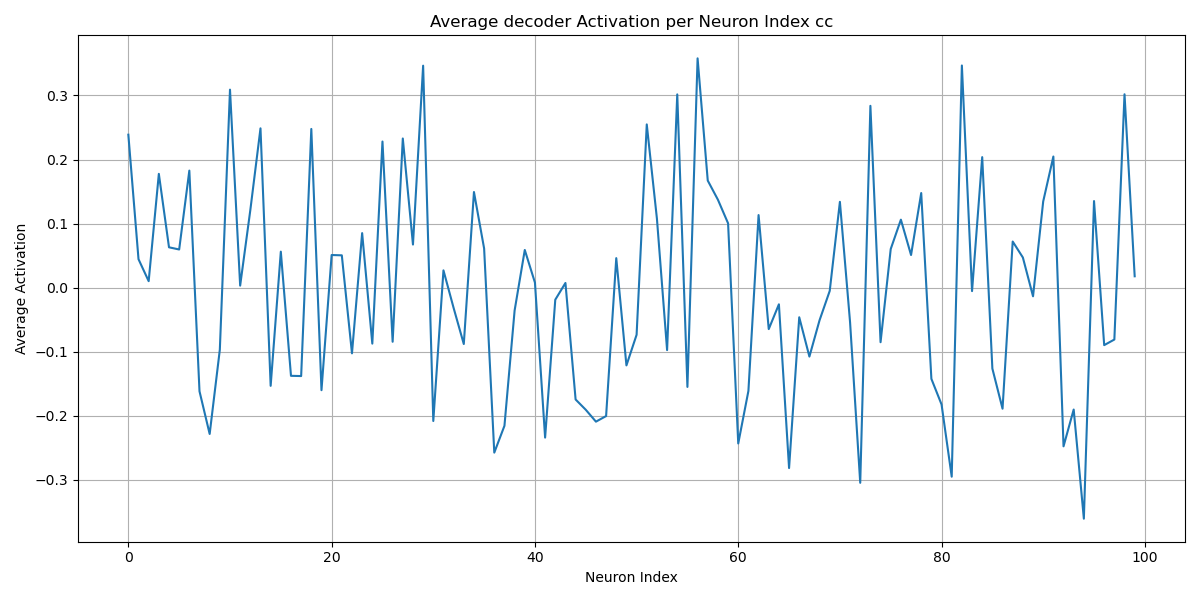 Average decoder Activation per Neuron Index cc
0.3
0.2
0.1
0.0
−0.1
−0.2
−0.3
Average Activation
0 20 40 60 80 100
Neuron Index